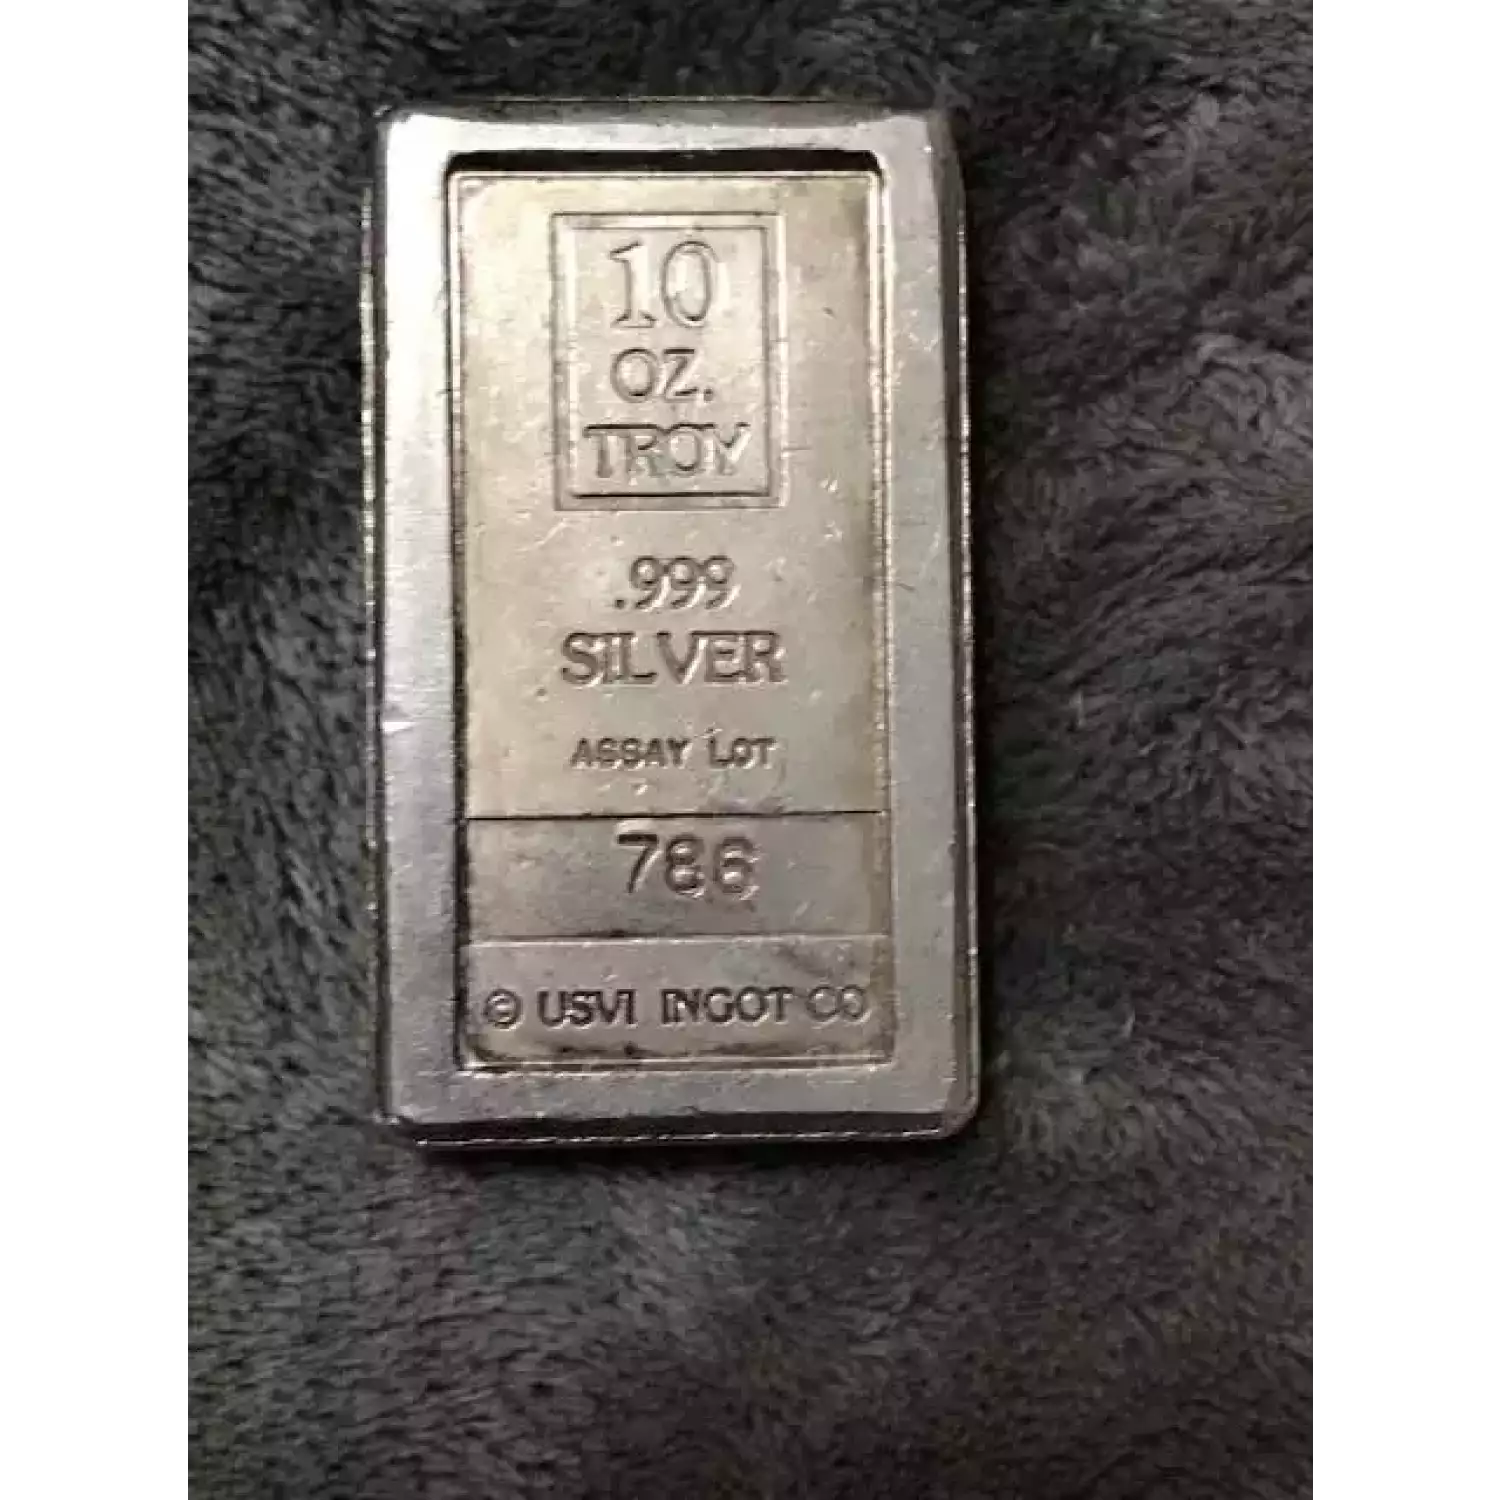 10
OZ.
TROY
.999
SILVER
ASSAY LOT
786
© USVI INGOT CO